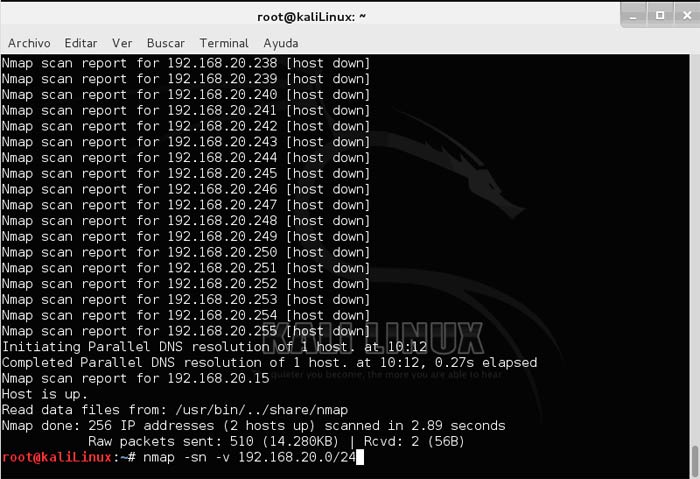 root@kaliLinux: ~
Archivo Editar Ver Buscar Terminal Ayuda
Nmap scan report for 192.168.20.238 [host down]
Nmap scan report for 192.168.20.239 [host down]
Nmap scan report for 192.168.20.240 [host down]
Nmap scan report for 192.168.20.241 [host down]
Nmap scan report for 192.168.20.242 [host down]
Nmap scan report for 192.168.20.243 [host down]
Nmap scan report for 192.168.20.244 [host down]
Nmap scan report for 192.168.20.245 [host down]
Nmap scan report for 192.168.20.246 [host down]
Nmap scan report for 192.168.20.247 [host down]
Nmap scan report for 192.168.20.248 [host down]
Nmap scan report for 192.168.20.249 [host down]
Nmap scan report for 192.168.20.250 [host down]
Nmap scan report for 192.168.20.251 [host down]
Nmap scan report for 192.168.20.252 [host down]
Nmap scan report for 192.168.20.253 [host down]
Nmap scan report for 192.168.20.254 [host down]
Nmap scan report for 192.168.20.255 [host down]
KALI LINUX
Initiating Parallel DNS resolution of 1 host. at 10:12
Completed Parallel DNS resolution of 1 host. at 10:12, 0.27s elapsed
Nmap scan report for 192.168.20.15
quieter you become, the more you are able to hear
Host is up.
Read data files from: /usr/bin/../share/nmap
Nmap done: 256 IP addresses (2 hosts up) scanned in 2.89 seconds
Raw packets sent: 510 (14.280KB) | Rcvd: 2 (56B)
root@kaliLinux:~# nmap -sn -v 192.168.20.0/24